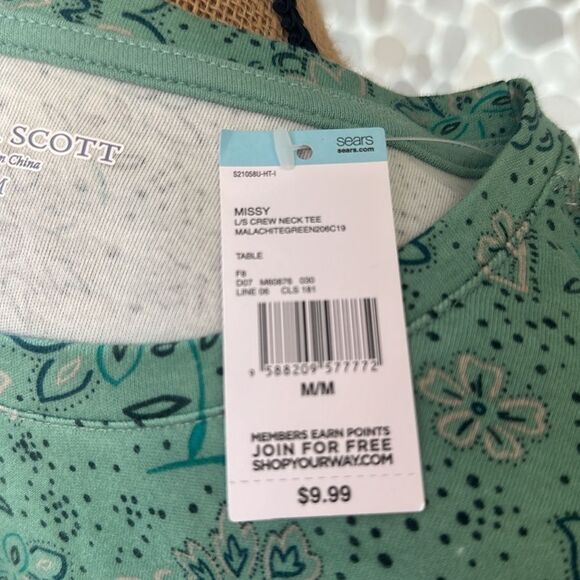 SCOTT
in China
M
sears
sears.com
S21058U-HT-I
MISSY
L/S CREW NECK TEE
MALACHITEGREEN206C19
TABLE
F8
D07 M60876 030
LINE 06 CLS 181
9 588209 577772
M/M
MEMBERS EARN POINTS
JOIN FOR FREE
SHOPYOURWAY.COM
$9.99